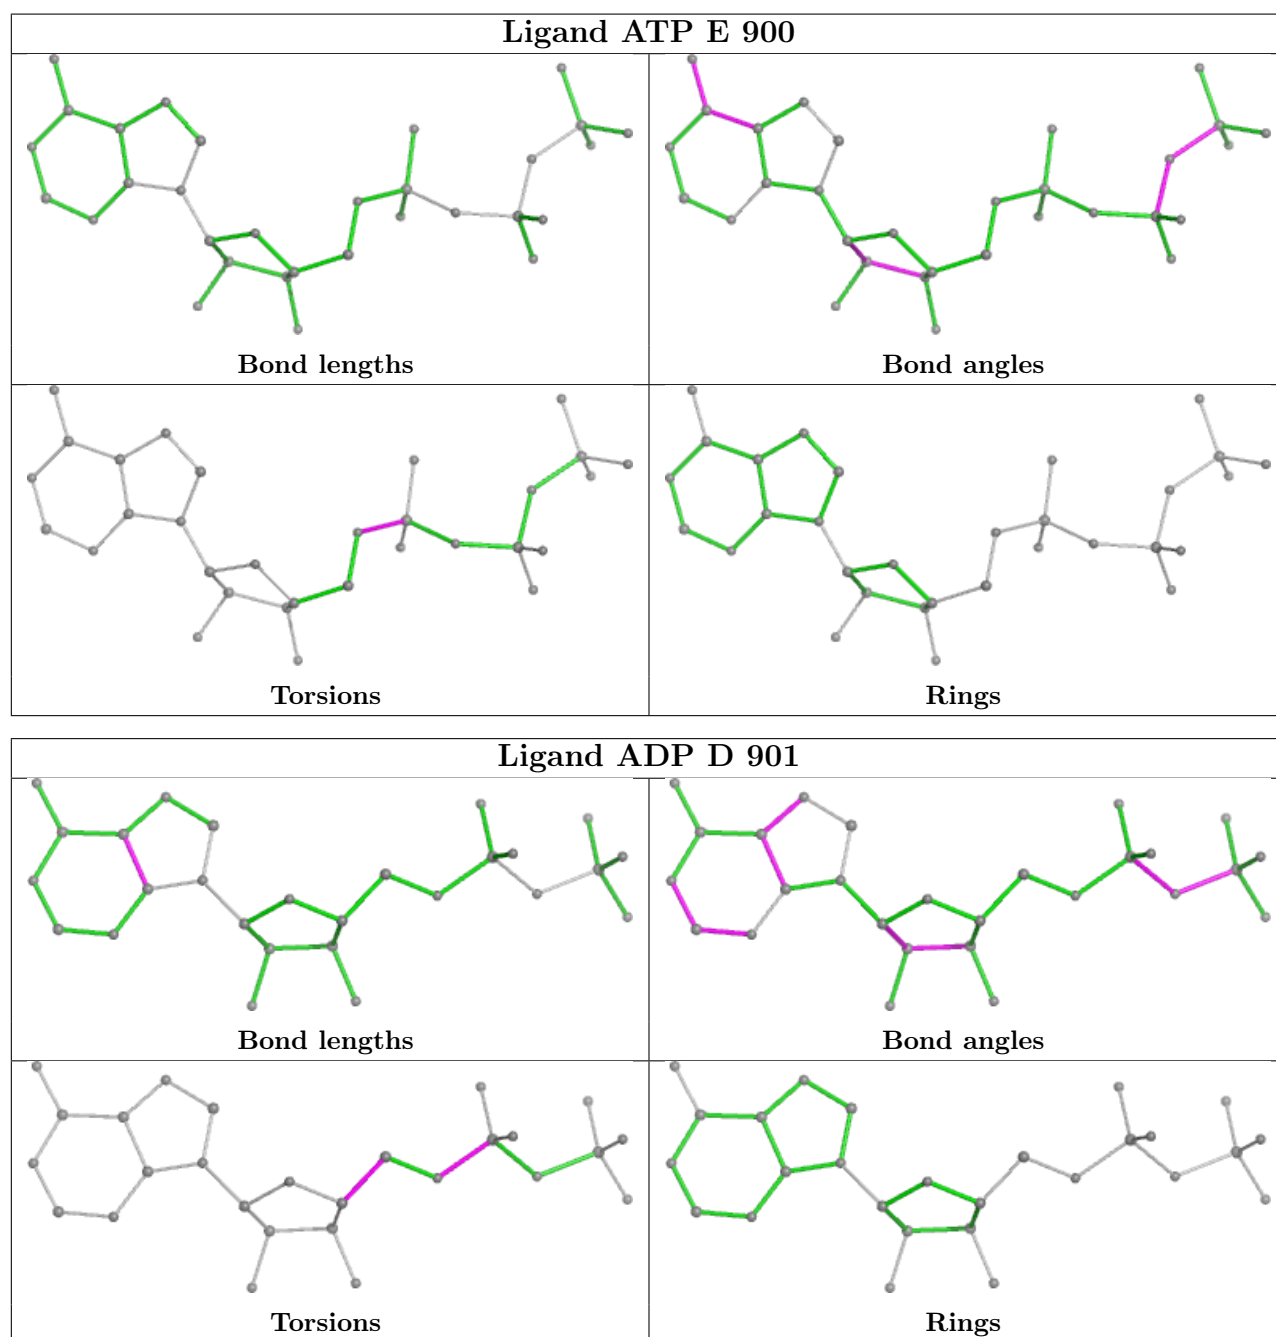 Ligand ATP E 900
Bond lengths
Bond angles
Torsions
Rings
Ligand ADP D 901
Bond lengths
Bond angles
Torsions
Rings